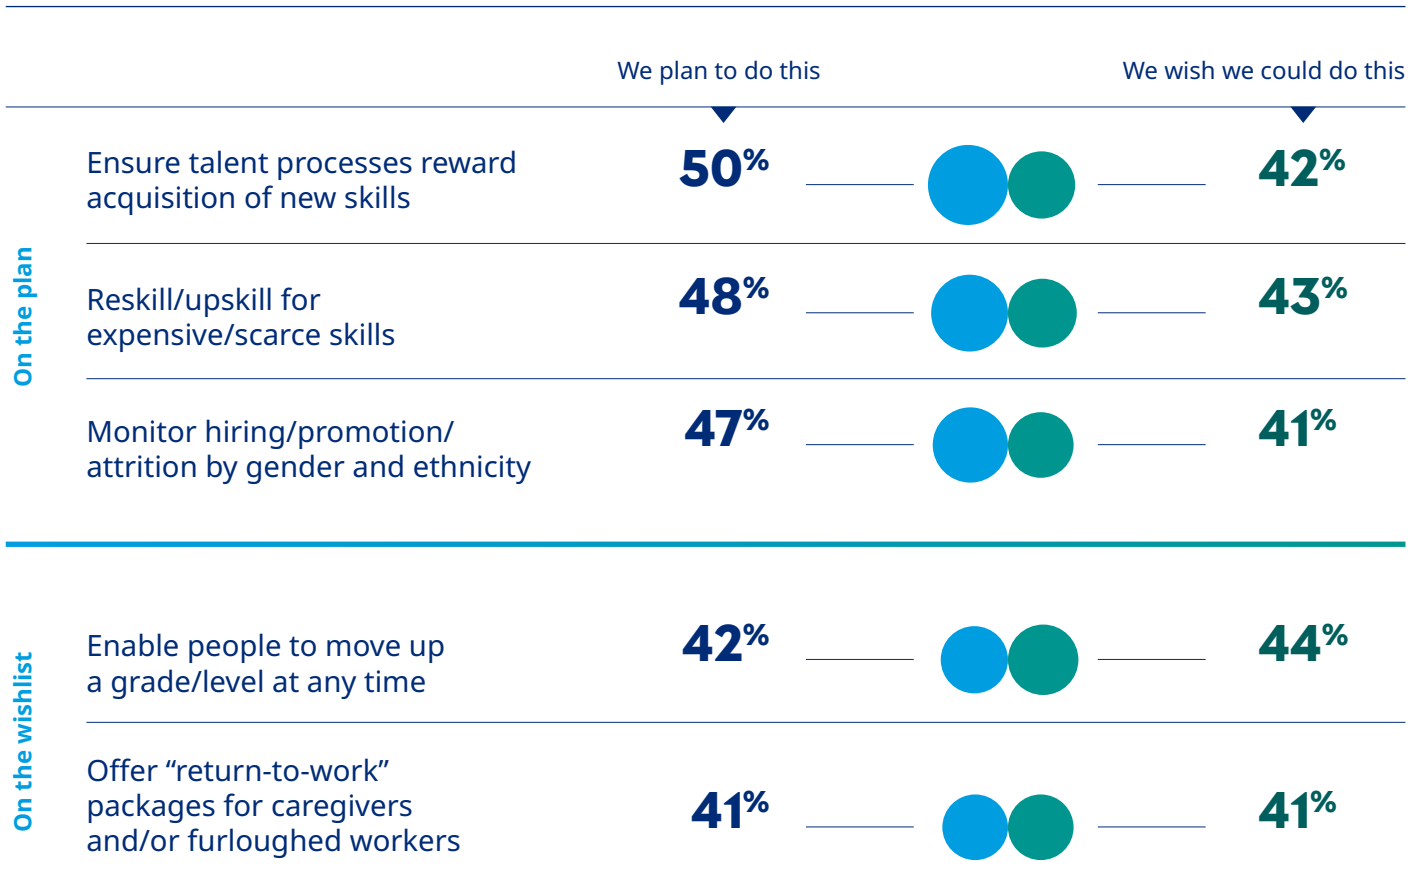 We plan to do this
We wish we could do this
On the plan
Ensure talent processes reward
acquisition of new skills
50%
42%
Reskill/upskill for
expensive/scarce skills
48%
43%
Monitor hiring/promotion/
attrition by gender and ethnicity
47%
41%
On the wishlist
Enable people to move up
a grade/level at any time
42%
44%
Offer “return-to-work”
packages for caregivers
and/or furloughed workers
41%
41%